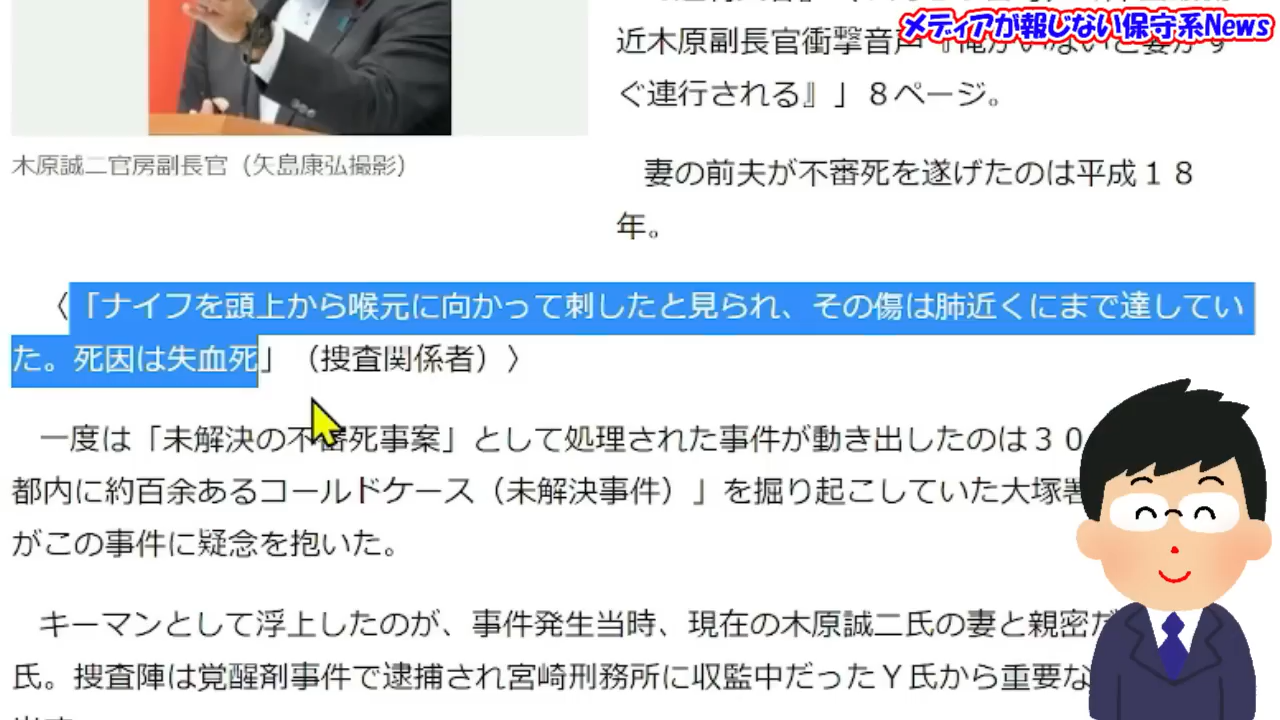 メディアが報じない保守系News
近木原副長官衝撃音声『俺がいないと妻がす
ぐ連行される』」８ページ。
木原誠二官房副長官（矢島康弘撮影）
妻の前夫が不審死を遂げたのは平成１８
年。
〈「ナイフを頭上から喉元に向かって刺したと見られ、その傷は肺近くにまで達してい
た。死因は失血死」（捜査関係者）〉
一度は「未解決の不審死事案」として処理された事件が動き出したのは３０
都内に約百余あるコールドケース（未解決事件）」を掘り起こしていた大塚署
がこの事件に疑念を抱いた。
キーマンとして浮上したのが、事件発生当時、現在の木原誠二氏の妻と親密だ
氏。捜査陣は覚醒剤事件で逮捕され宮崎刑務所に収監中だったＹ氏から重要な